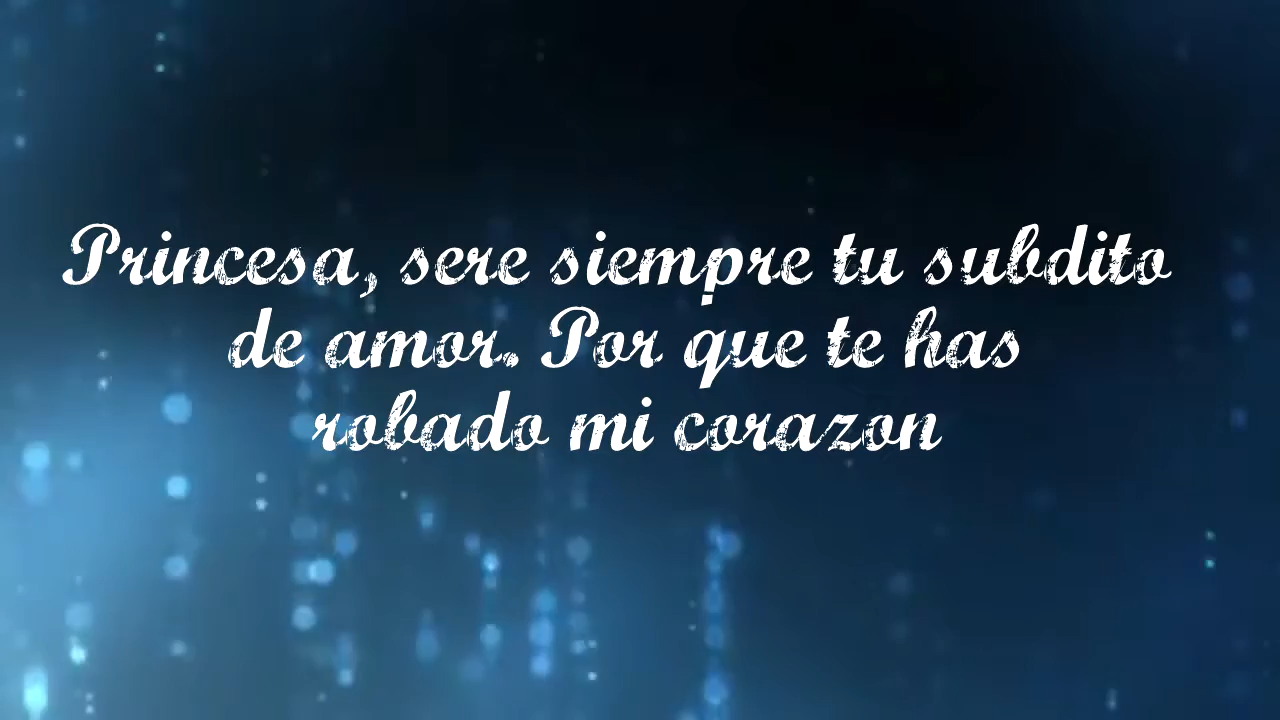 Princesa, sere siempre tu subdito
de amor. Por que te has
robado mi corazon